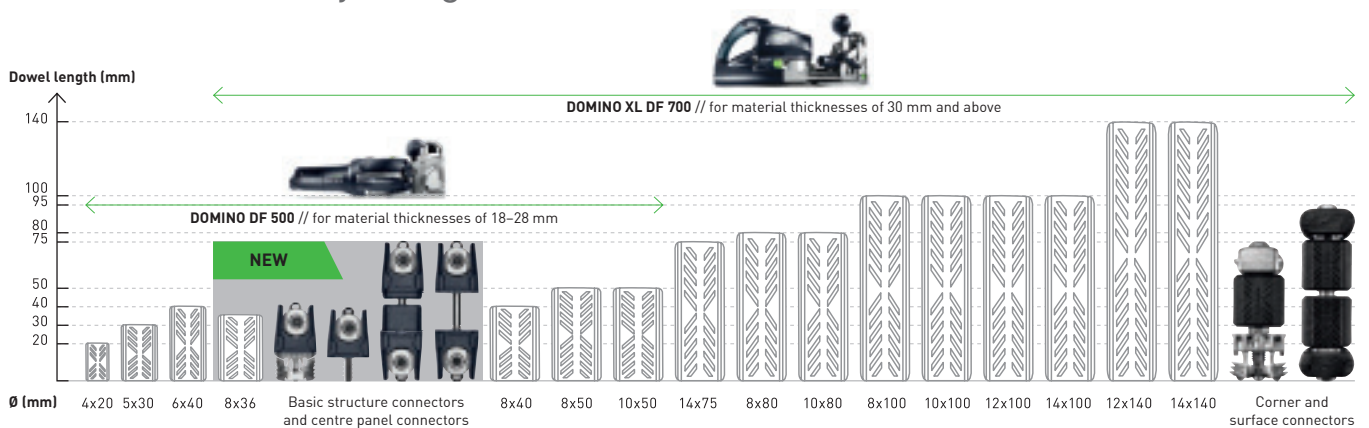 Dowel length (mm)
DOMINO XL DF 700 // for material thicknesses of 30 mm and above
140
100
95
DOMINO DF 500 // for material thicknesses of 18–28 mm
80
75
NEW
50
40
30
20
Ø (mm)
4x20
5x30
6x40
8x36
Basic structure connectors
and centre panel connectors
8x40
8x50
10x50
14x75
8x80
10x80
8x100
10x100
12x100
14x100
12x140
14x140
Corner and
surface connectors